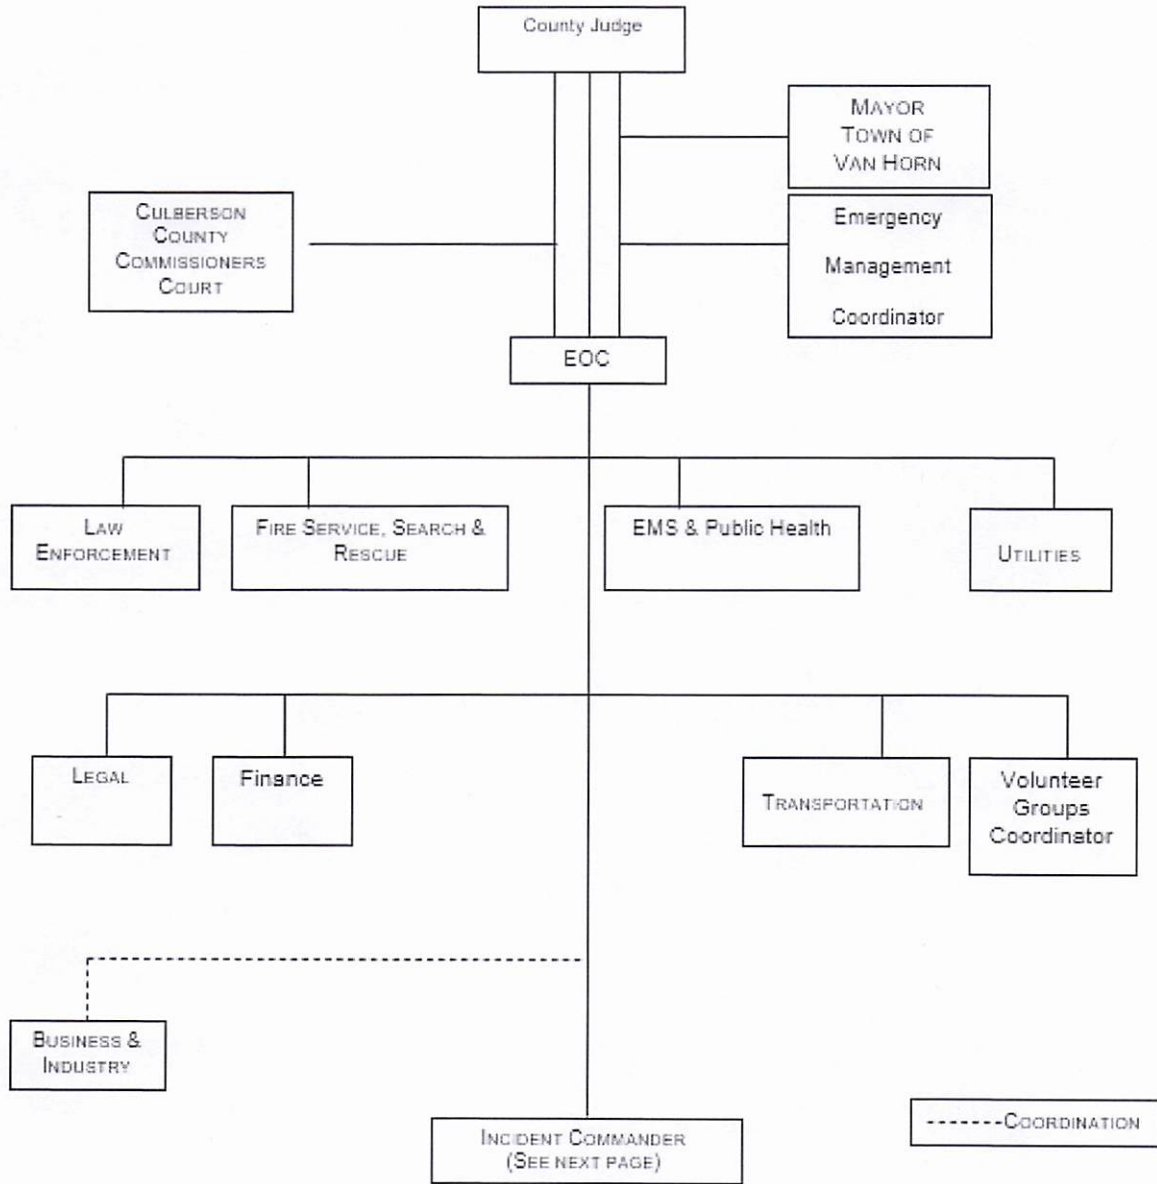 County Judge
MAYOR
TOWN OF
VAN HORN
CULBERSON
COUNTY
COMMISSIONERS
COURT
Emergency
Management
Coordinator
EOC
LAW
ENFORCEMENT
FIRE SERVICE, SEARCH &
RESCUE
EMS & Public Health
UTILITIES
LEGAL
Finance
TRANSPORTATION
Volunteer
Groups
Coordinator
BUSINESS &
INDUSTRY
INCIDENT COMMANDER
(SEE NEXT PAGE)
-------COORDINATION